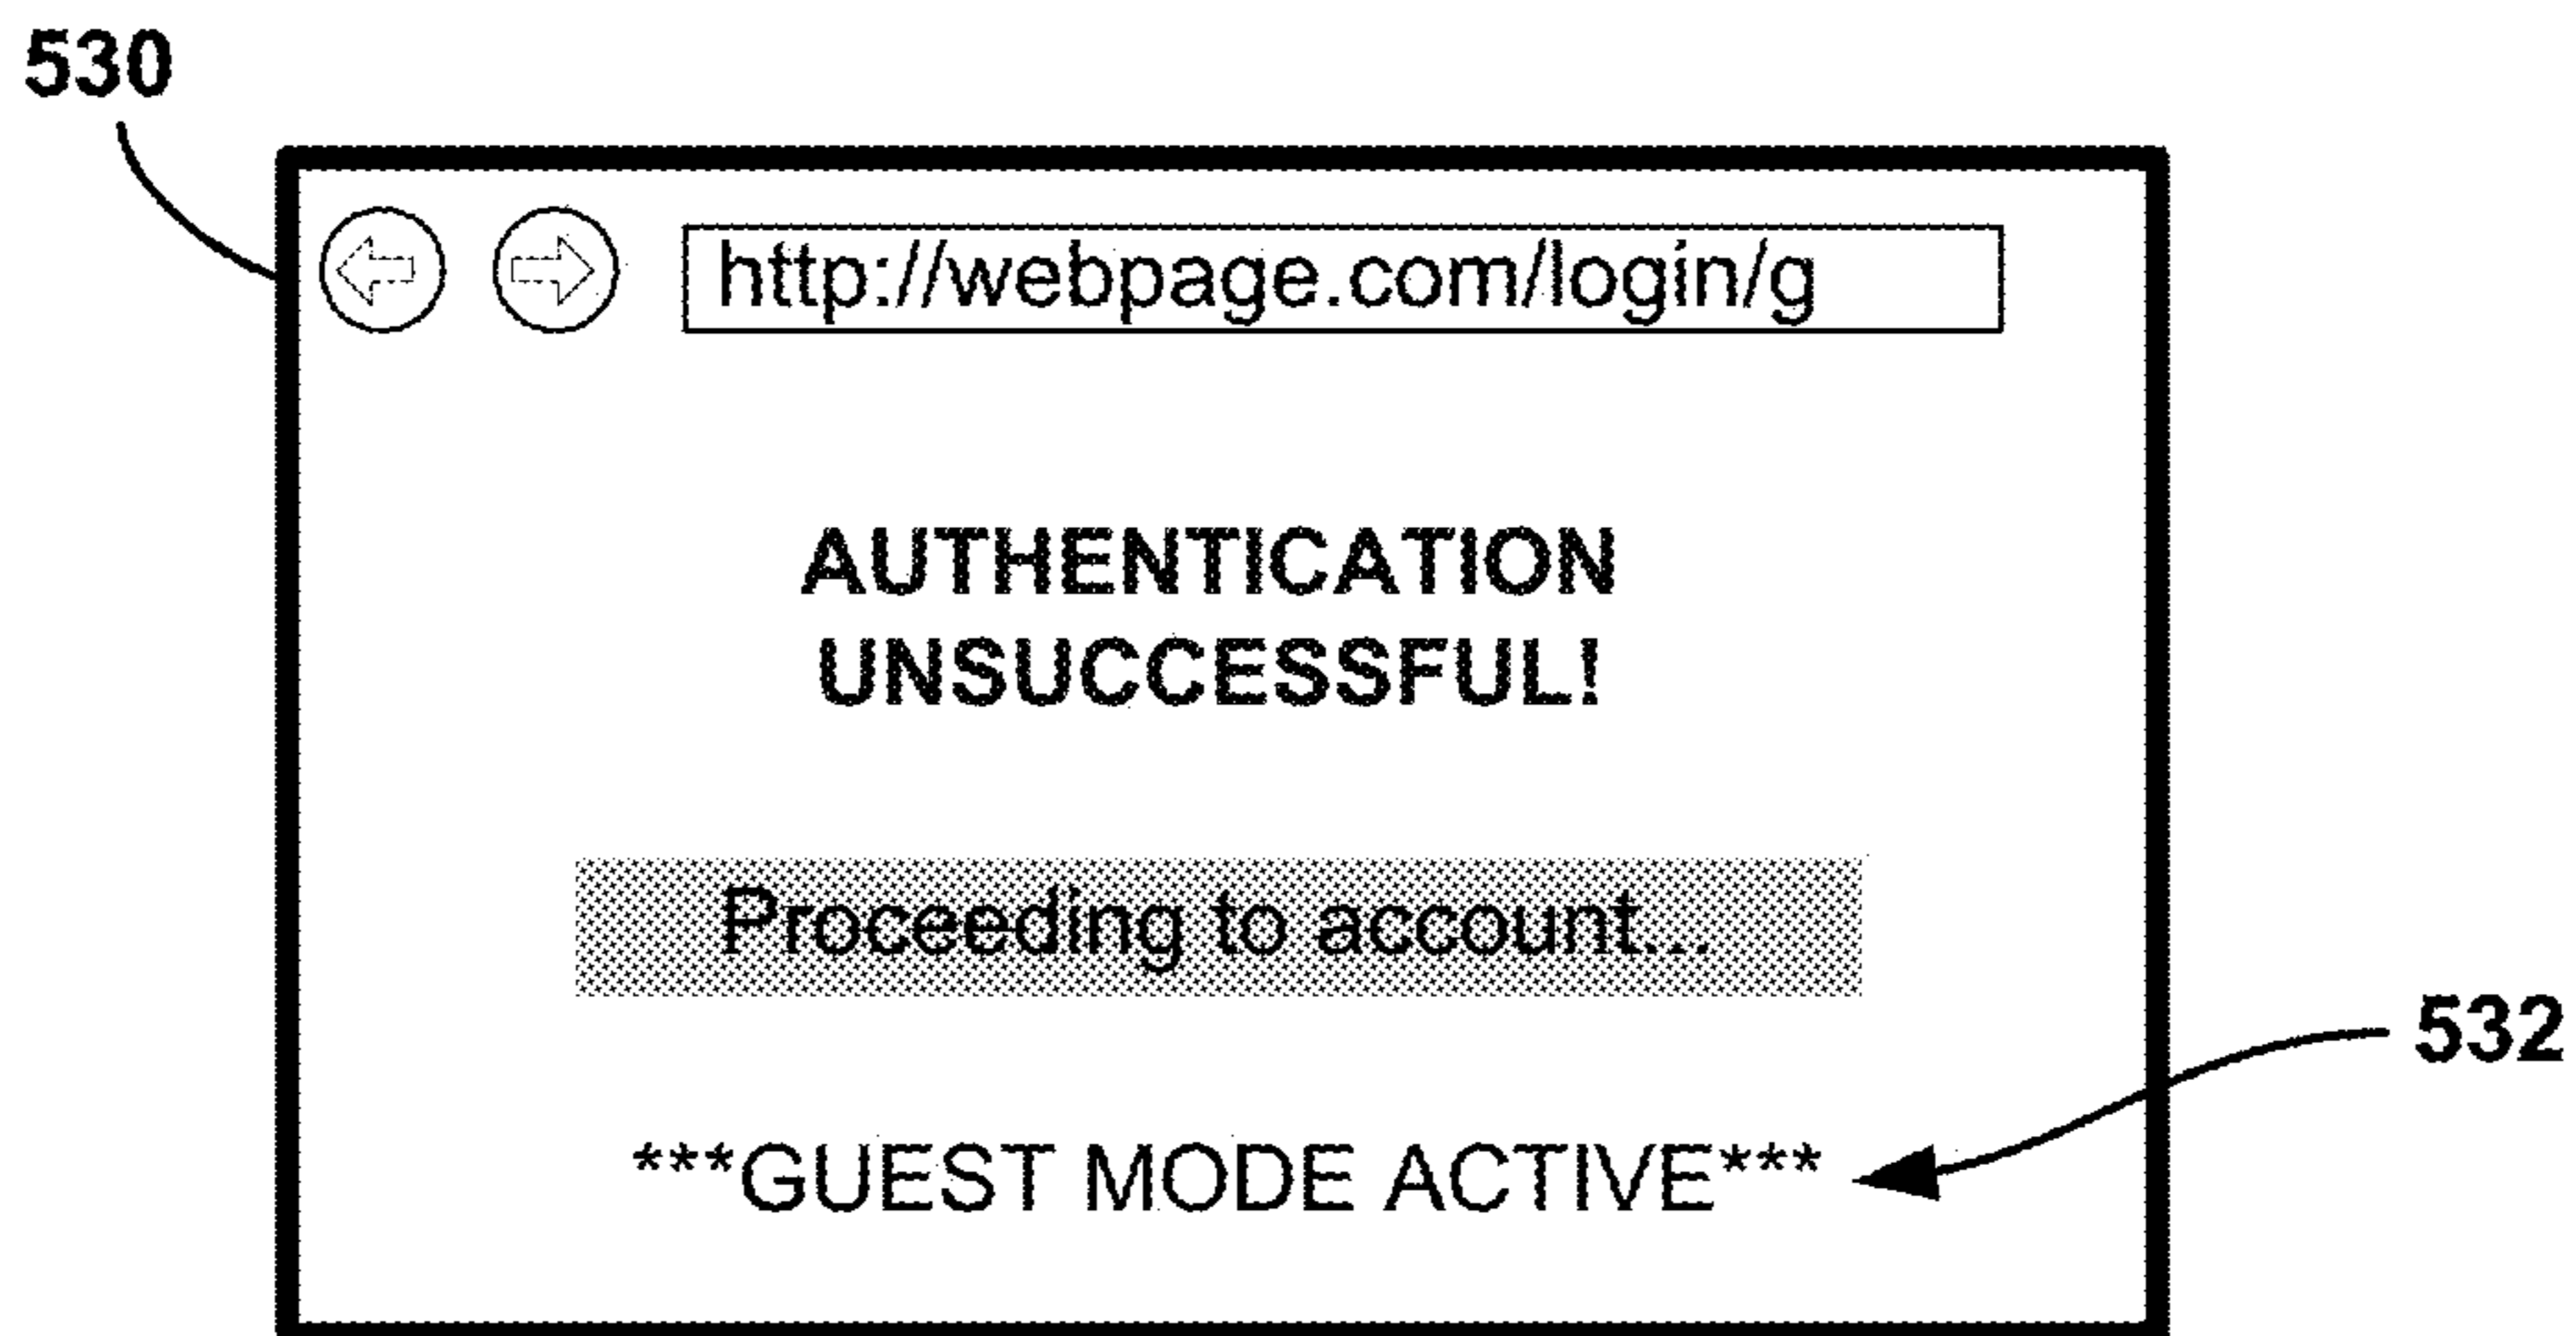 530
http://webpage.com/login/g
AUTHENTICATION
UNSUCCESSFUL!
Proceeding to account...
532
***GUEST MODE ACTIVE***